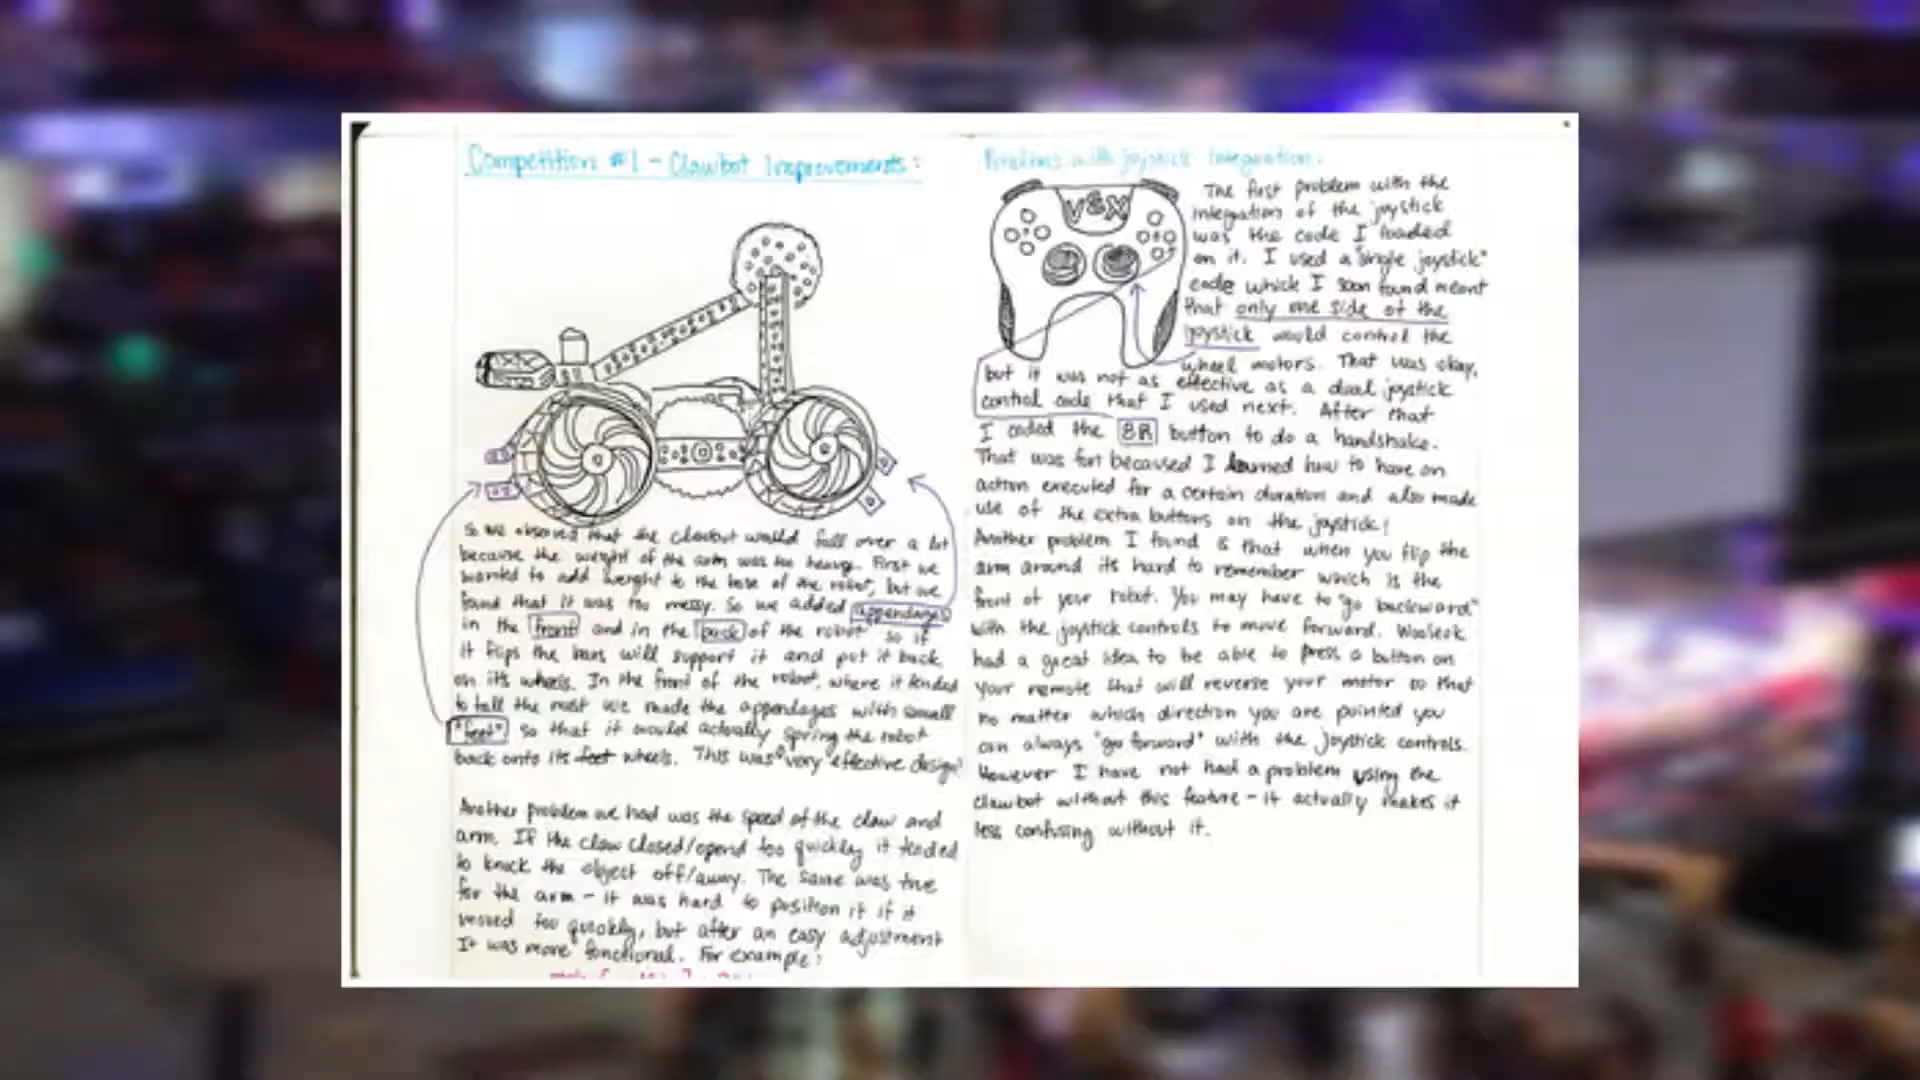 Competition #1 - Clawbot Improvements:
So we observed that the clawbot would fall over a lot
because the weight of the arm was too heavy. First we
wanted to add weight to the base of the robot, but we
found that it was too messy. So we added appendages
in the front and in the back of the robot so if
it flips the bars will support it and put it back
on its wheels. In the front of the robot, where it tended
to fall the most we made the appendages with small
"feet" so that it would actually spring the robot
back onto its feet wheels. This was a very effective design!
Another problem we had was the speed of the claw and
arm. If the claw closed/opend too quickly it tended
to knock the object off/away. The same was true
for the arm - it was hard to position it if it
moved too quickly, but after an easy adjustment
It was more functional. For example:
Problems with joystick integration:
VEX
The first problem with the
integration of the joystick
was the code I loaded
on it. I used a "single joystick"
code which I soon found meant
that only one side of the
joystick would control the
wheel motors. That was okay,
but it was not as effective as a dual joystick
control code that I used next. After that
I coded the 8R button to do a handshake.
That was fun becaused I learned how to have an
action executed for a certain duration and also made
use of the extra buttons on the joystick!
Another problem I found is that when you flip the
arm around its hard to remember which is the
front of your robot. You may have to "go backward"
with the joystick controls to move forward. Wooseok
had a great idea to be able to press a button on
your remote that will reverse your motor so that
no matter which direction you are pointed you
can always "go forward" with the joystick controls.
However I have not had a problem using the
clawbot without this feature - it actually makes it
less confusing without it.